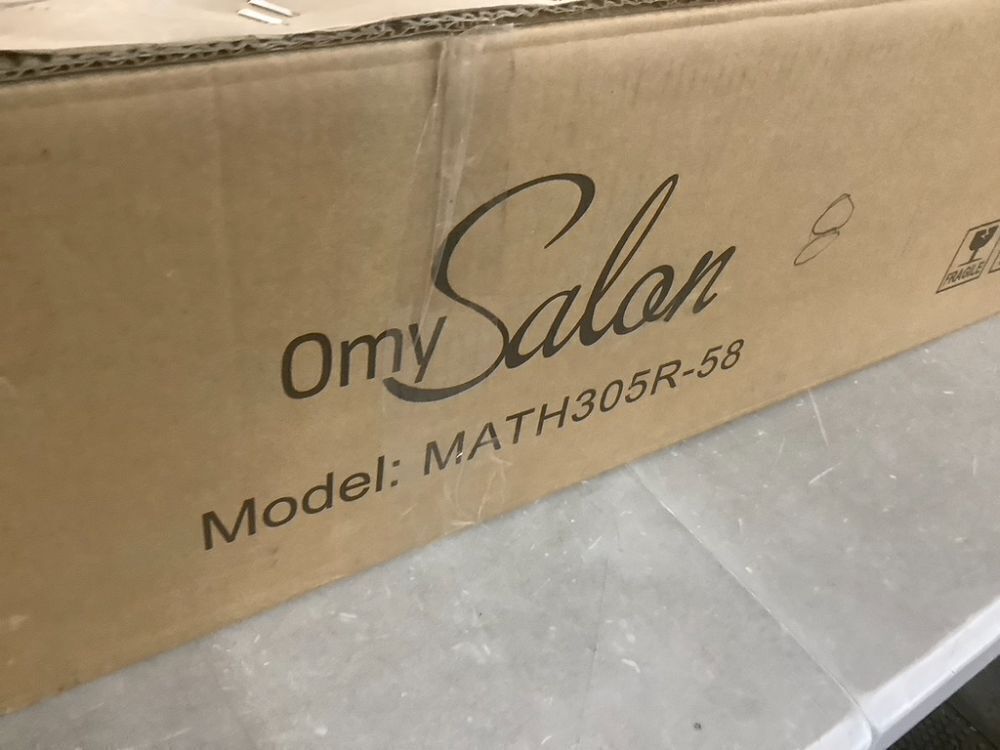 OmySalon
Model: MATH305R-58
8
FRAGILE